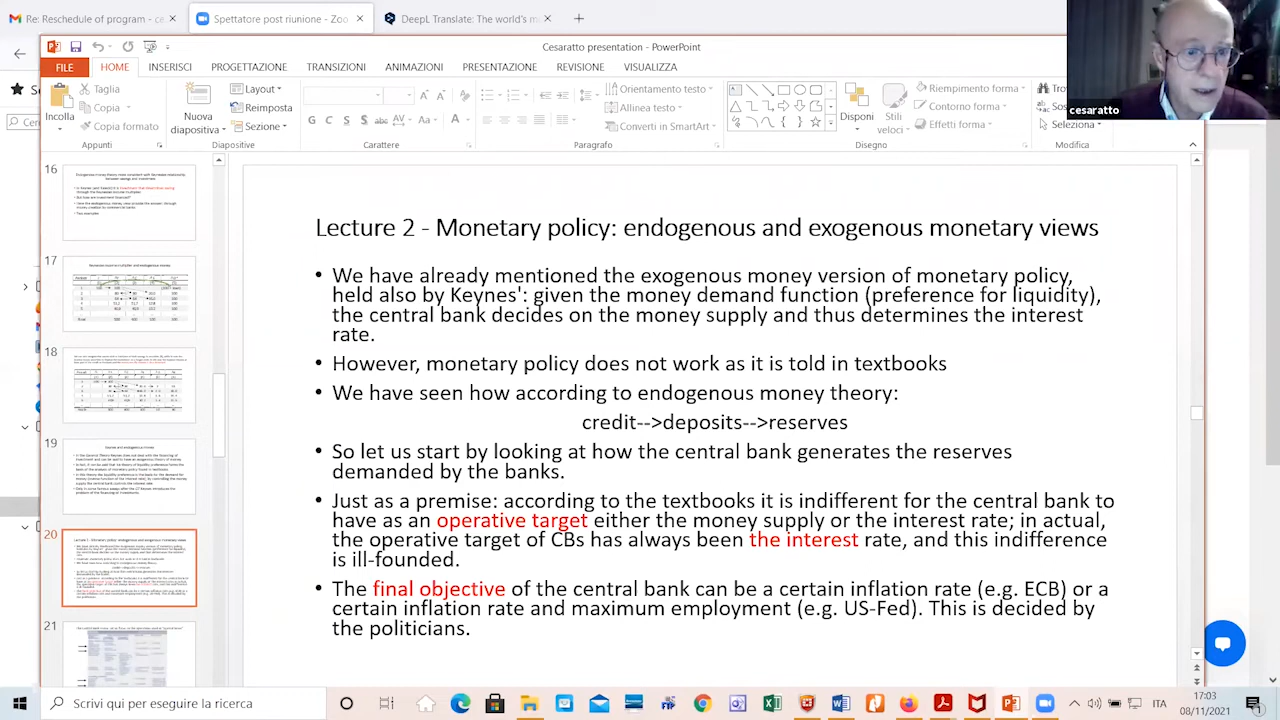 Re: Reschedule of ce
Spettatore post riunione - Zoo
DeepL Translate: The world's m
Cesaratto presentation - PowerPoint
FILE
HOME
INSERISCI
PROGETTAZIONE
TRANSIZIONI
ANIMAZIONI
PRESENTAZIONE
REVISIONE
VISUALIZZA
cesaratto
Incolla
Taglia
Copia
Copia formato
Appunti
Nuova
diapositiva
Layout
Reimposta
Sezione
Diapositive
Carattere
Orientamento testo
Allinea testo
Converti in SmartArt
Paragrafo
Disponi
Stili
veloci
Riempimento forma
Contorno forma
Effetti forma
Disegno
Seleziona
Modifica
16
17
18
19
20
21
Lecture 2 - Monetary policy: endogenous and exogenous monetary views
• We have already mentioned the exogenous money version of monetary policy,
held also by Keynes': given the money demand function (preference for liquidity),
the central bank decides on the money supply and thus determines the interest
rate.
• However, monetary policy does not work as it is told in textbooks
• We have seen how according to endogenous money theory:
credit-->deposits-->reserves
• So let us start by looking at how the central bank generates the reserves
demanded by the banks.
• Just as a premise: according to the textbooks it is indifferent for the central bank to
have as an operative target either the money supply or the interest rate; in actual,
the operative target of CBs has always been the interest rate, and this indifference
is ill-founded.
• The final objective of the central bank can be a certain inflation rate (e.g. ECB) or a
certain inflation rate and maximum employment (e.g. US-Fed). This is decided by
the politicians.
Scrivi qui per eseguire la ricerca
ITA
17:03
08/11/2021